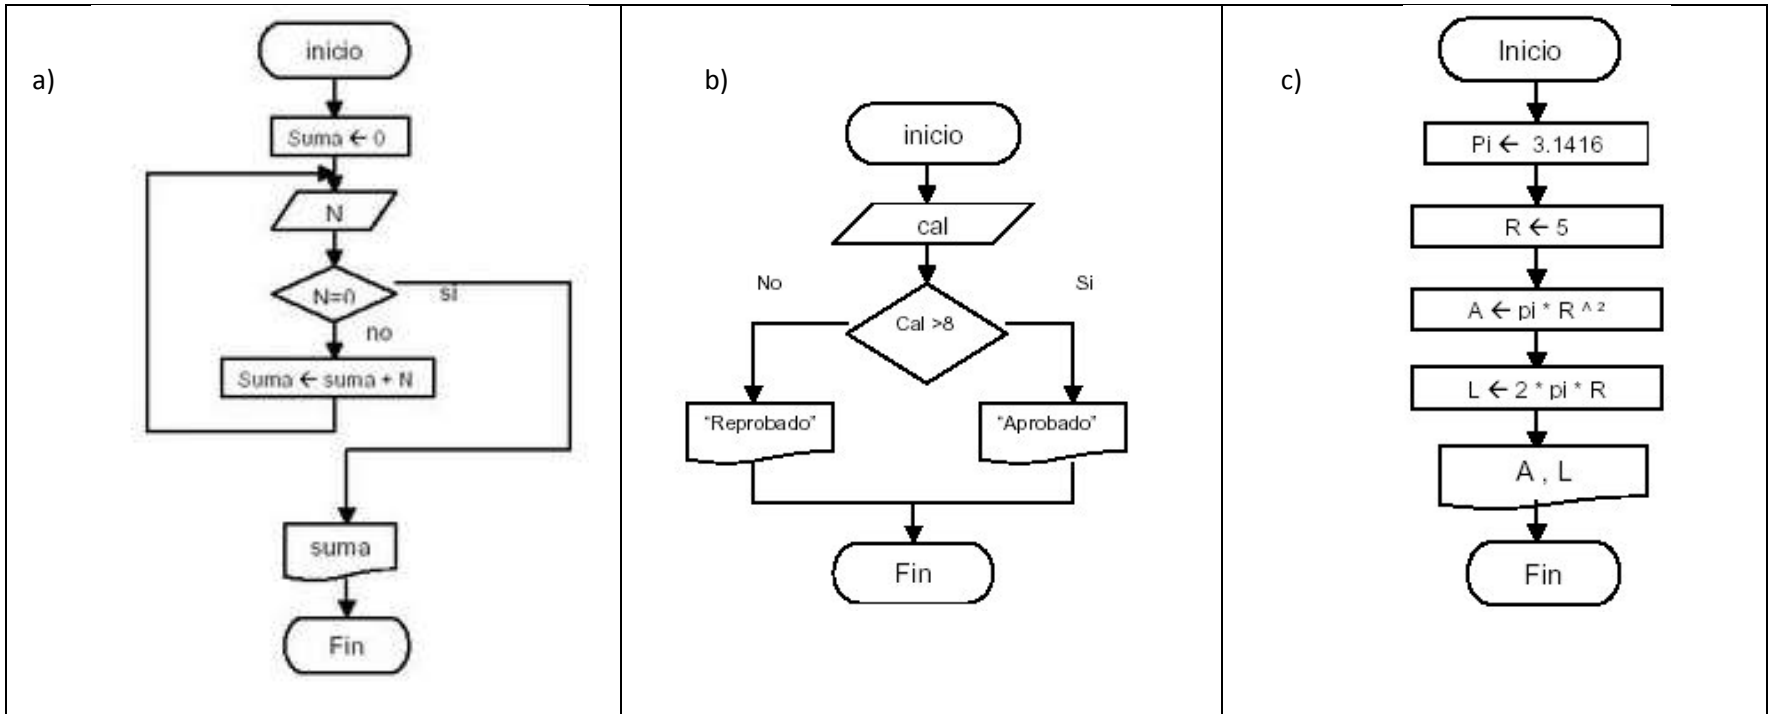 a)
inicio
Suma ← 0
N
N=0
si
no
Suma ← suma + N
suma
Fin
b)
inicio
cal
No
Si
Cal >8
“Reprobado”
“Aprobado”
Fin
c)
Inicio
Pi ← 3.1416
R ← 5
A ← pi * R ^ ²
L ← 2 * pi * R
A , L
Fin